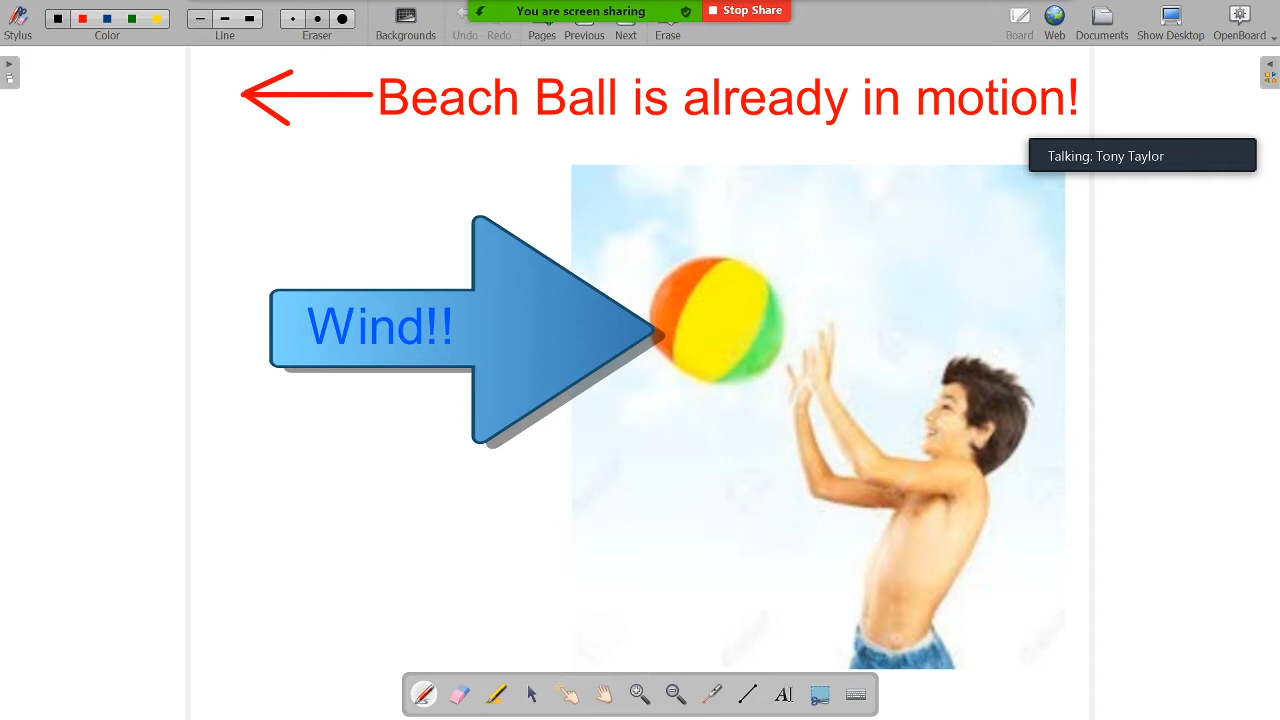 You are screen sharing
Stop Share
Stylus
Color
Line
Eraser
Backgrounds
Undo
Redo
Pages
Previous
Next
Erase
Board
Web
Documents
Show Desktop
OpenBoard
Beach Ball is already in motion!
Talking: Tony Taylor
Wind!!